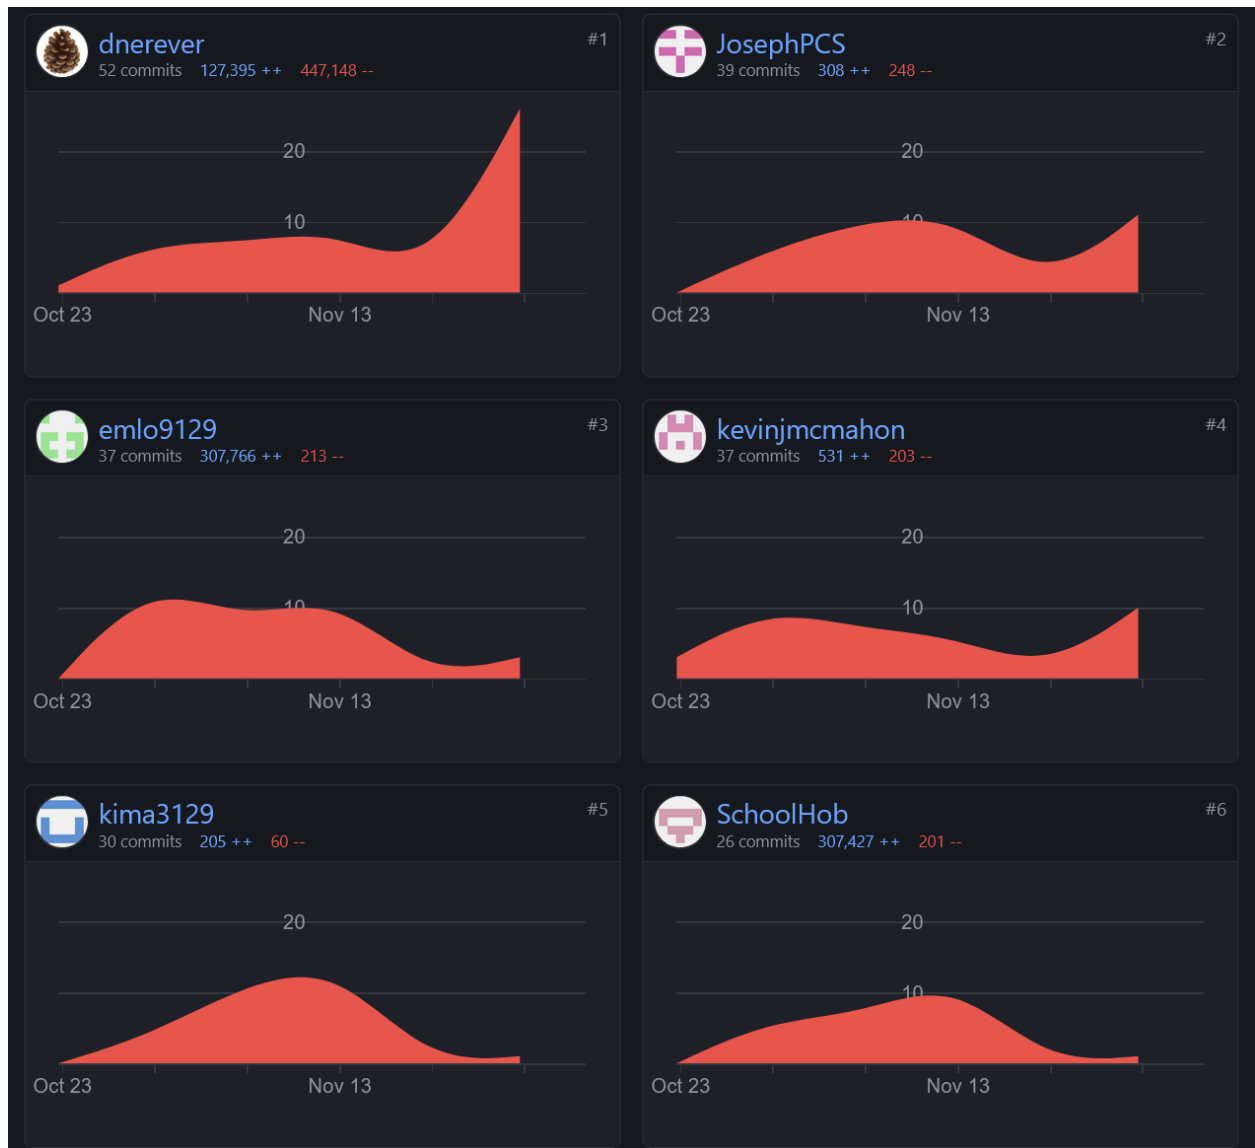 dnerever #1
52 commits 127,395 ++ 447,148 --
20
10
Oct 23 Nov 13
JosephPCS #2
39 commits 308 ++ 248 --
20
10
Oct 23 Nov 13
emlo9129 #3
37 commits 307,766 ++ 213 --
20
10
Oct 23 Nov 13
kevinjmcmahon #4
37 commits 531 ++ 203 --
20
10
Oct 23 Nov 13
kima3129 #5
30 commits 205 ++ 60 --
20
Oct 23 Nov 13
SchoolHob #6
26 commits 307,427 ++ 201 --
20
10
Oct 23 Nov 13